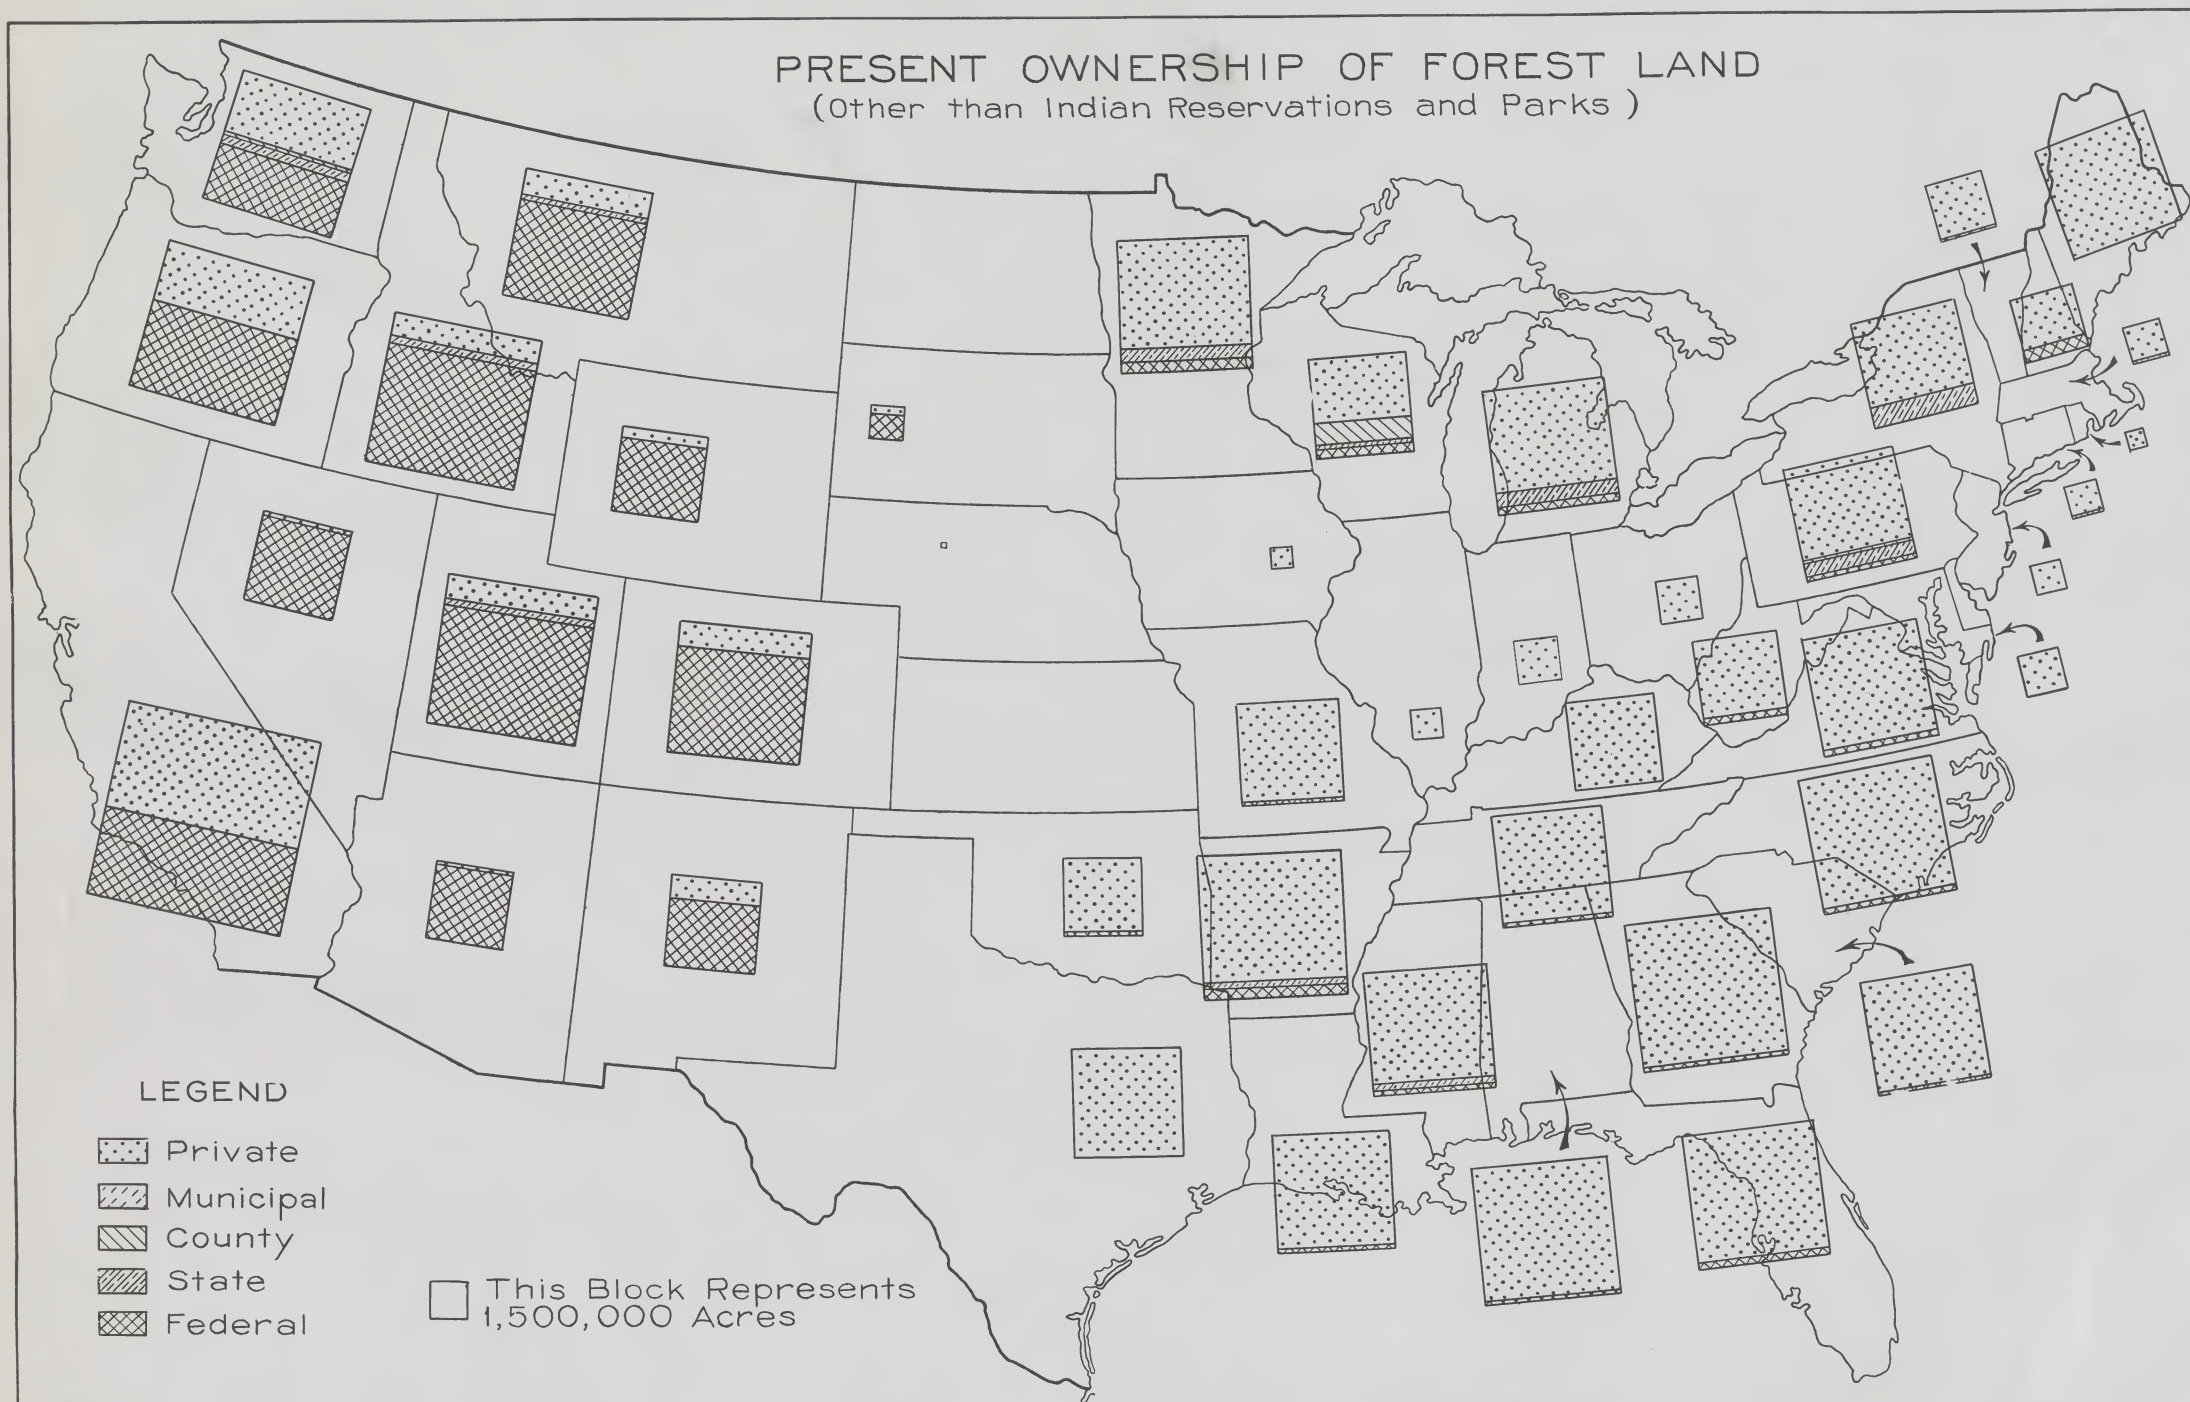 PRESENT OWNERSHIP OF FOREST LAND
(Other than Indian Reservations and Parks)
LEGEND
Private
Municipal
County
State
Federal
This Block Represents
1,500,000 Acres